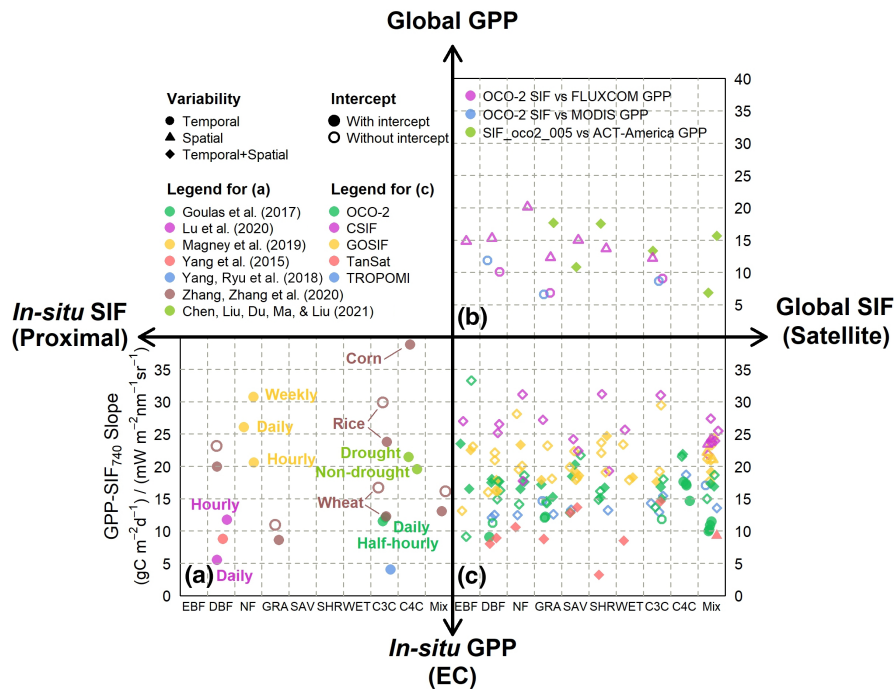 Global GPP
Variability
Temporal
Spatial
Temporal+Spatial
Intercept
With intercept
Without intercept
Legend for (a)
Goulas et al. (2017)
Lu et al. (2020)
Magney et al. (2019)
Yang et al. (2015)
Yang, Ryu et al. (2018)
Zhang, Zhang et al. (2020)
Chen, Liu, Du, Ma, & Liu (2021)
Legend for (c)
OCO-2
CSIF
GOSIF
TanSat
TROPOMI
OCO-2 SIF vs FLUXCOM GPP
OCO-2 SIF vs MODIS GPP
SIF_oco2_005 vs ACT-America GPP
40
35
30
25
20
15
10
5
(b)
In-situ SIF
(Proximal)
Global SIF
(Satellite)
GPP-SIF740 Slope
(gC m−2d−1) / (mW m−2nm−1sr−1)
35
30
25
20
15
10
5
0
Corn
Weekly
Rice
Daily
Drought
Hourly
Non-drought
Wheat
Hourly
Daily
Half-hourly
Daily
(a)
(c)
35
30
25
20
15
10
5
0
EBF DBF NF GRA SAV SHR WET C3C C4C Mix
EBF DBF NF GRA SAV SHR WET C3C C4C Mix
In-situ GPP
(EC)